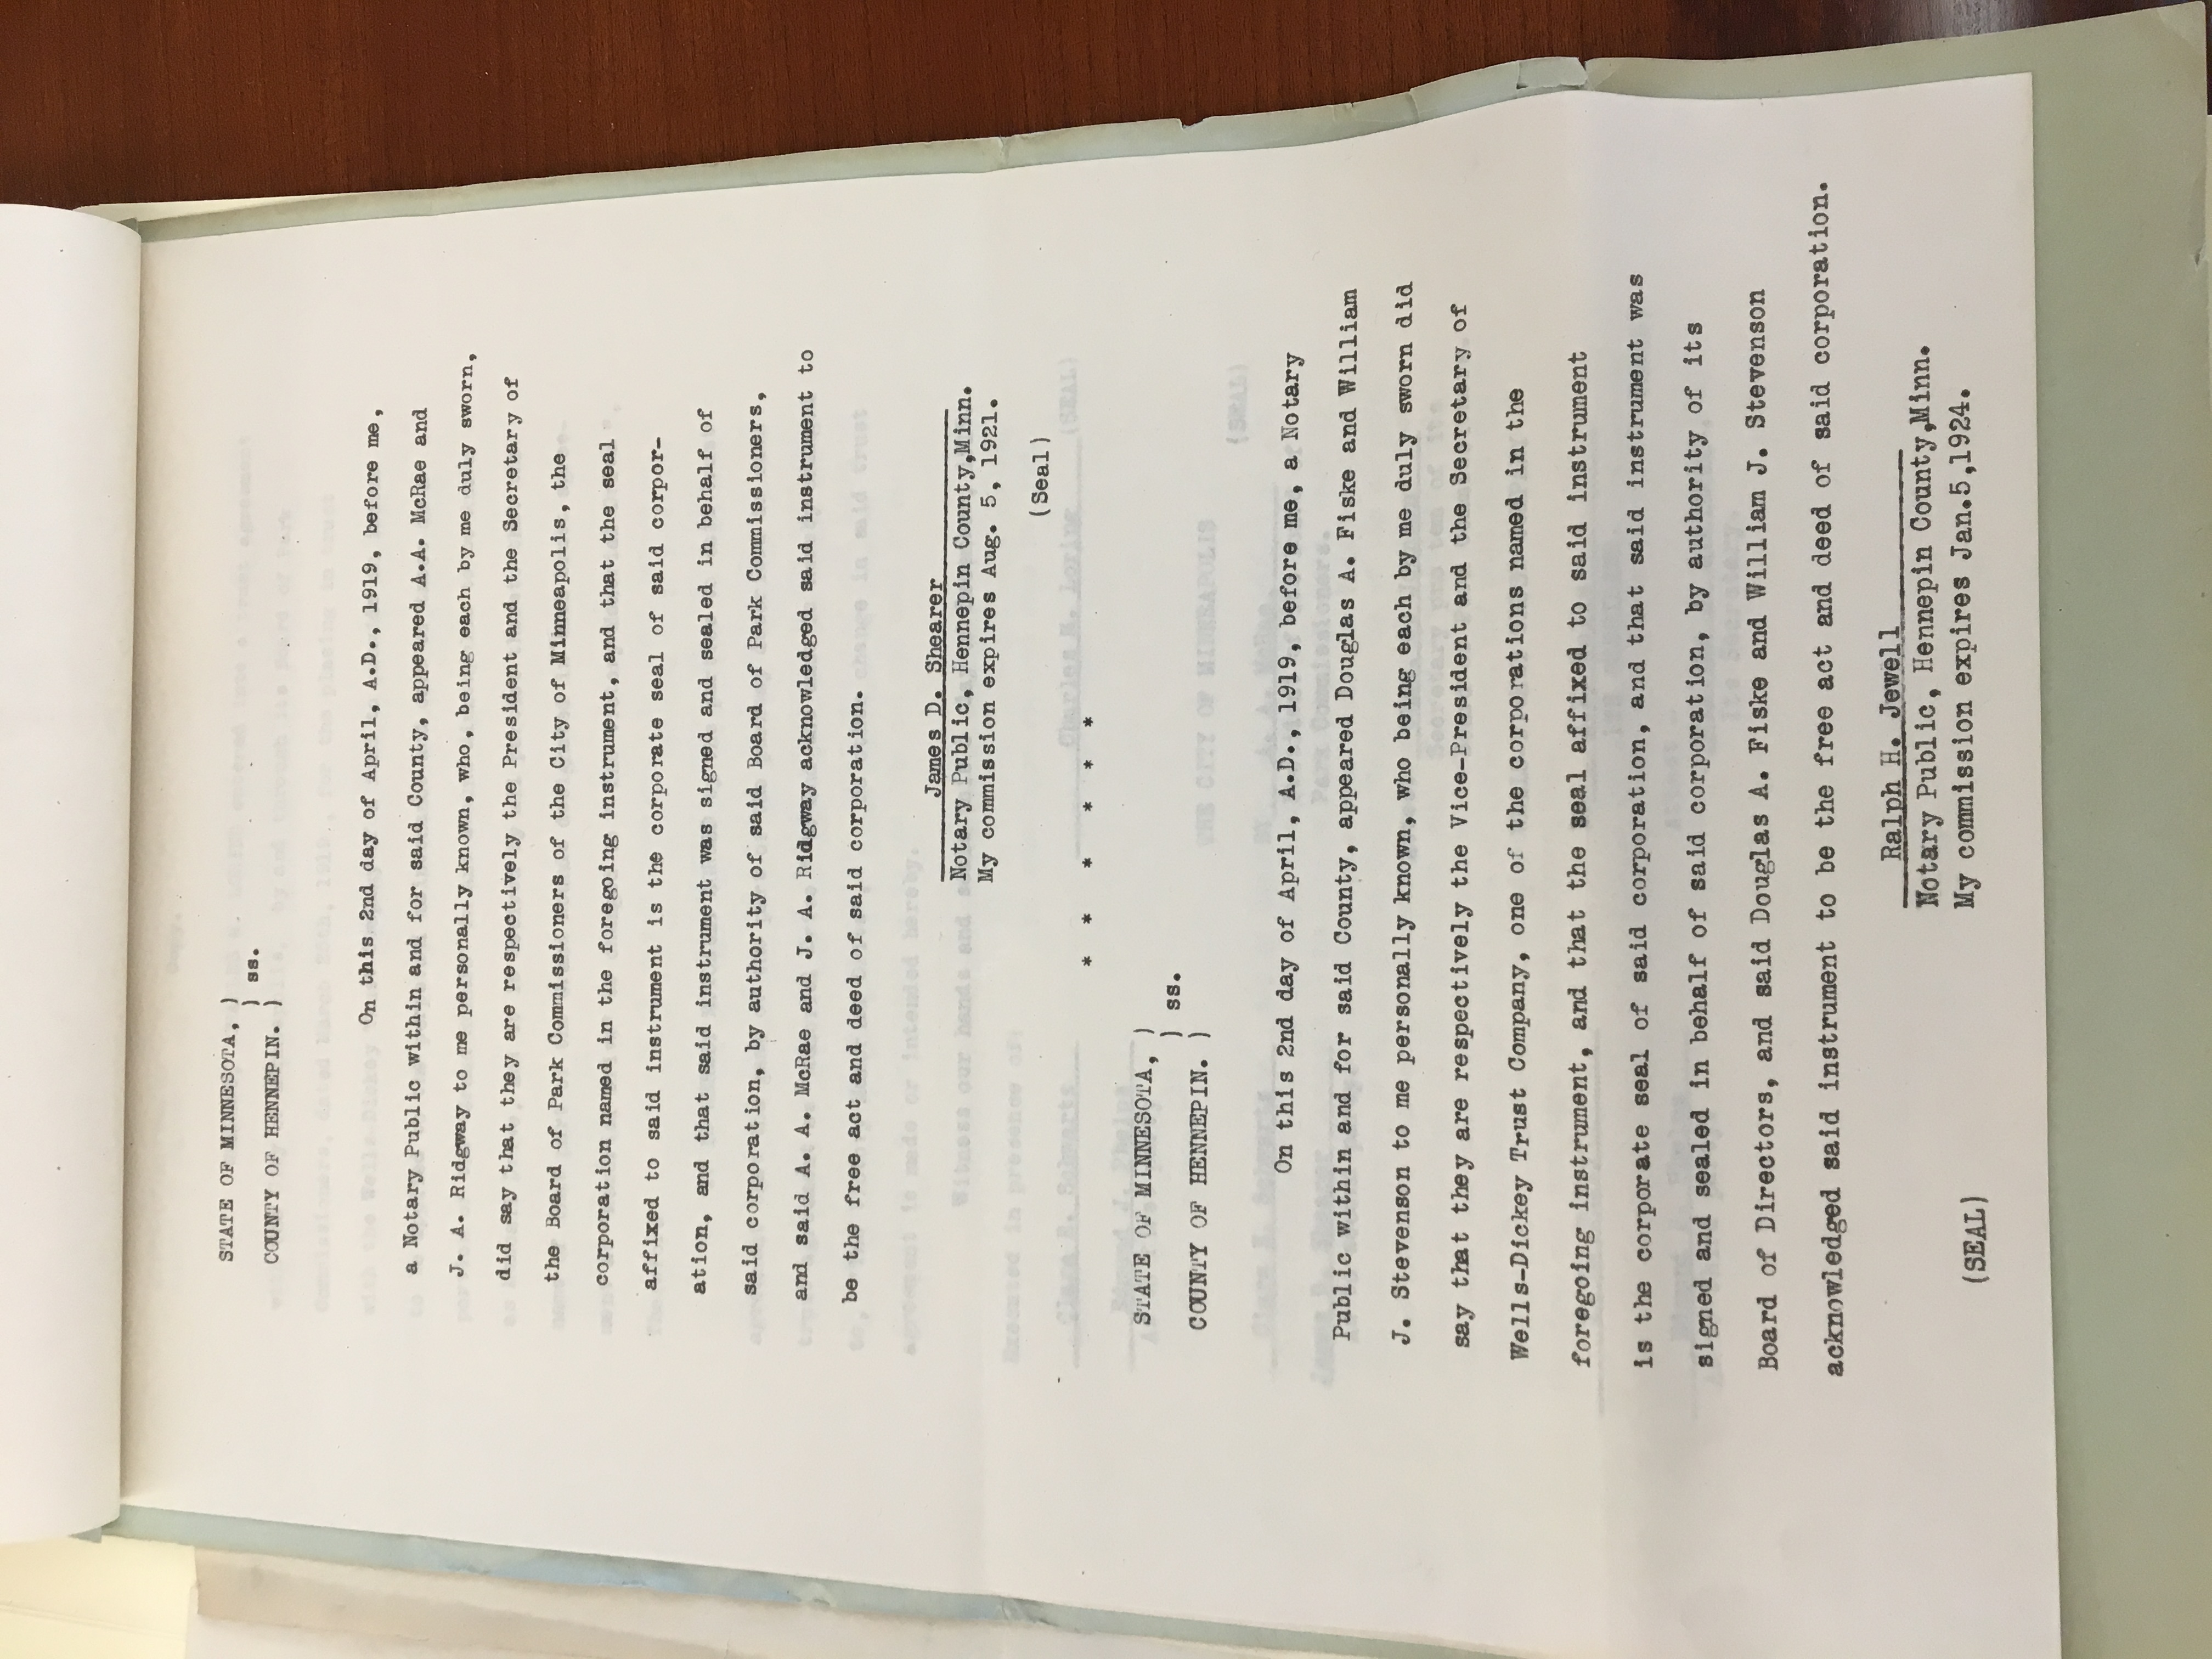 STATE OF MINNESOTA, )
) ss.
COUNTY OF HENNEPIN. )
On this 2nd day of April, A.D., 1919, before me,
a Notary Public within and for said County, appeared A.A. McRae and
J. A. Ridgway to me personally known, who, being each by me duly sworn,
did say that they are respectively the President and the Secretary of
the Board of Park Commissioners of the City of Minneapolis, the
corporation named in the foregoing instrument, and that the seal
affixed to said instrument is the corporate seal of said corpor-
ation, and that said instrument was signed and sealed in behalf of
said corporation, by authority of said Board of Park Commissioners,
and said A. A. McRae and J. A. Ridgway acknowledged said instrument to
be the free act and deed of said corporation.
James D. Shearer
Notary Public, Hennepin County,Minn.
My commission expires Aug. 5, 1921.
(Seal)
* * * * * *
STATE OF MINNESOTA, )
) ss.
COUNTY OF HENNEPIN. )
On this 2nd day of April, A.D., 1919, before me, a Notary
Public within and for said County, appeared Douglas A. Fiske and William
J. Stevenson to me personally known, who being each by me duly sworn did
say that they are respectively the Vice-President and the Secretary of
Wells-Dickey Trust Company, one of the corporations named in the
foregoing instrument, and that the seal affixed to said instrument
is the corporate seal of said corporation, and that said instrument was
signed and sealed in behalf of said corporation, by authority of its
Board of Directors, and said Douglas A. Fiske and William J. Stevenson
acknowledged said instrument to be the free act and deed of said corporation.
Ralph H. Jewell
Notary Public, Hennepin County,Minn.
My commission expires Jan.5,1924.
(SEAL)